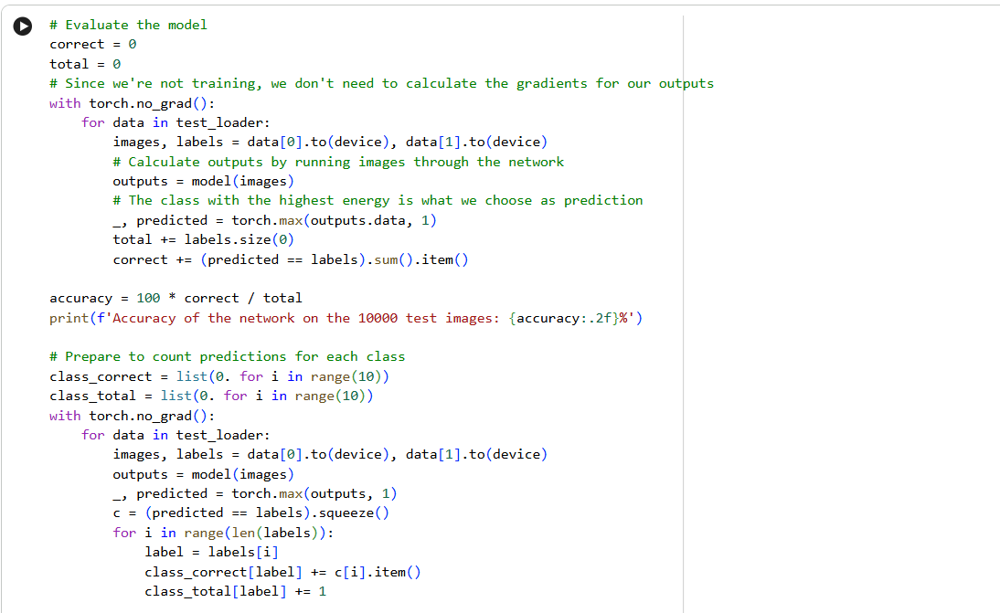 # Evaluate the model
correct = 0
total = 0
# Since we're not training, we don't need to calculate the gradients for our outputs
with torch.no_grad():
    for data in test_loader:
        images, labels = data[0].to(device), data[1].to(device)
        # Calculate outputs by running images through the network
        outputs = model(images)
        # The class with the highest energy is what we choose as prediction
        _, predicted = torch.max(outputs.data, 1)
        total += labels.size(0)
        correct += (predicted == labels).sum().item()

accuracy = 100 * correct / total
print(f'Accuracy of the network on the 10000 test images: {accuracy:.2f}%')

# Prepare to count predictions for each class
class_correct = list(0. for i in range(10))
class_total = list(0. for i in range(10))
with torch.no_grad():
    for data in test_loader:
        images, labels = data[0].to(device), data[1].to(device)
        outputs = model(images)
        _, predicted = torch.max(outputs, 1)
        c = (predicted == labels).squeeze()
        for i in range(len(labels)):
            label = labels[i]
            class_correct[label] += c[i].item()
            class_total[label] += 1